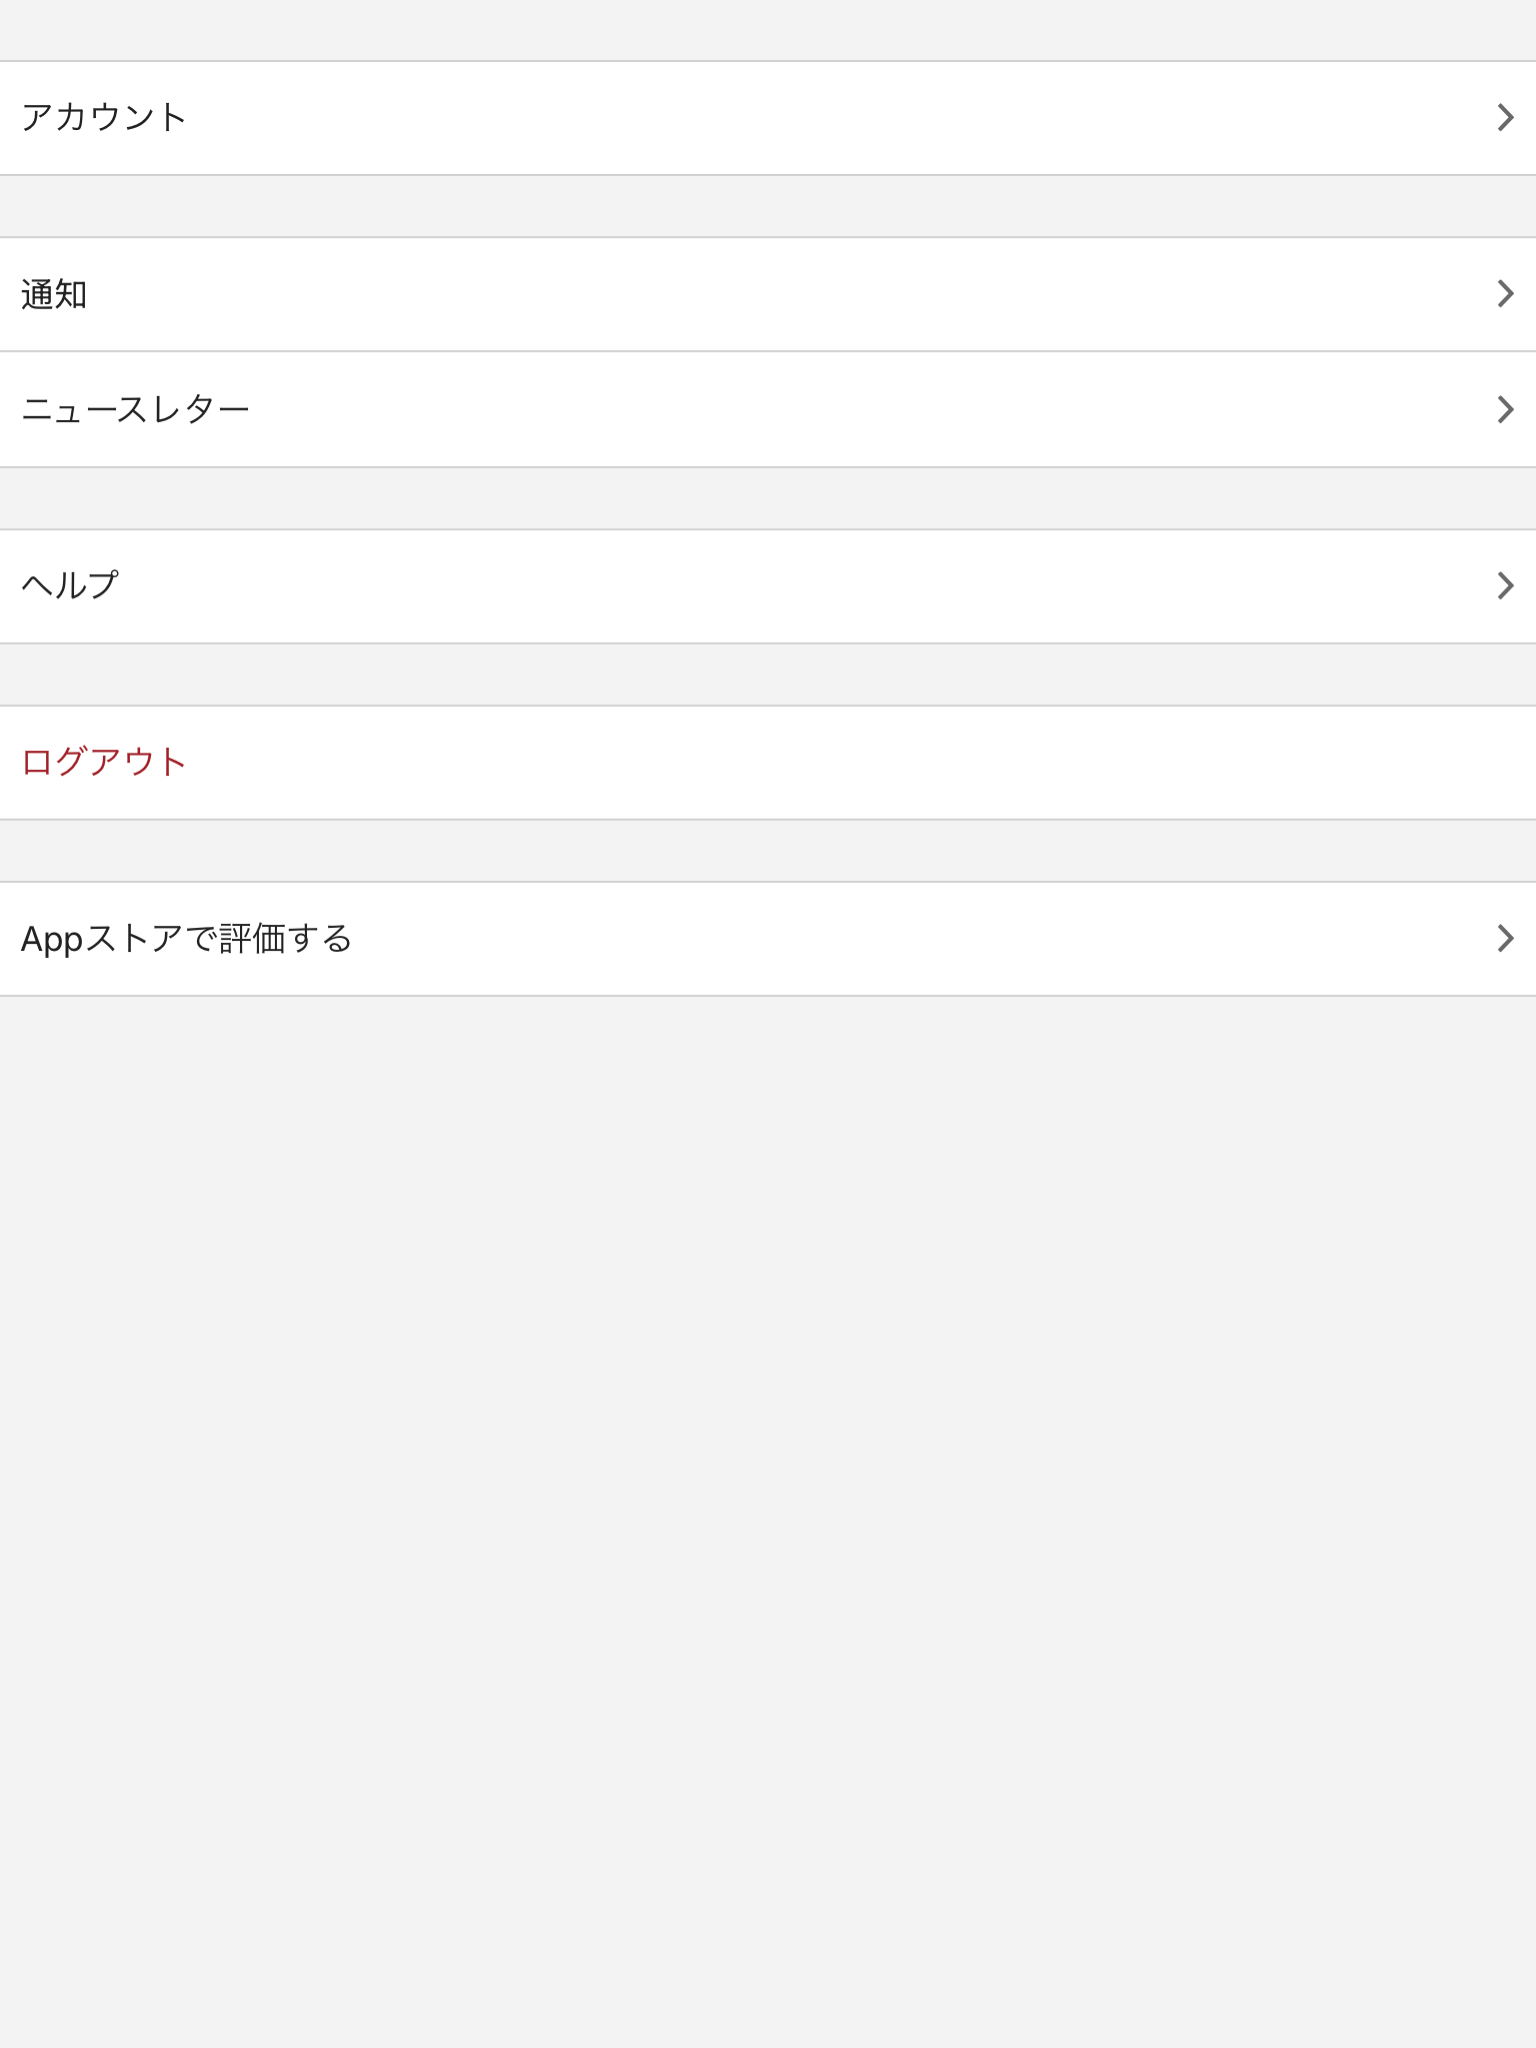 アカウント
通知
ニュースレター
ヘルプ
ログアウト
Appストアで評価する